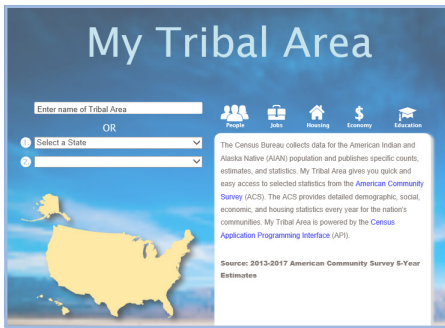 My Tribal Area
Enter name of Tribal Area
OR
1 Select a State
2
People Jobs Housing Economy Education
The Census Bureau collects data for the American Indian and
Alaska Native (AIAN) population and publishes specific counts,
estimates, and statistics. My Tribal Area gives you quick and
easy access to selected statistics from the American Community
Survey (ACS). The ACS provides detailed demographic, social,
economic, and housing statistics every year for the nation's
communities. My Tribal Area is powered by the Census
Application Programming Interface (API).
Source: 2013-2017 American Community Survey 5-Year
Estimates